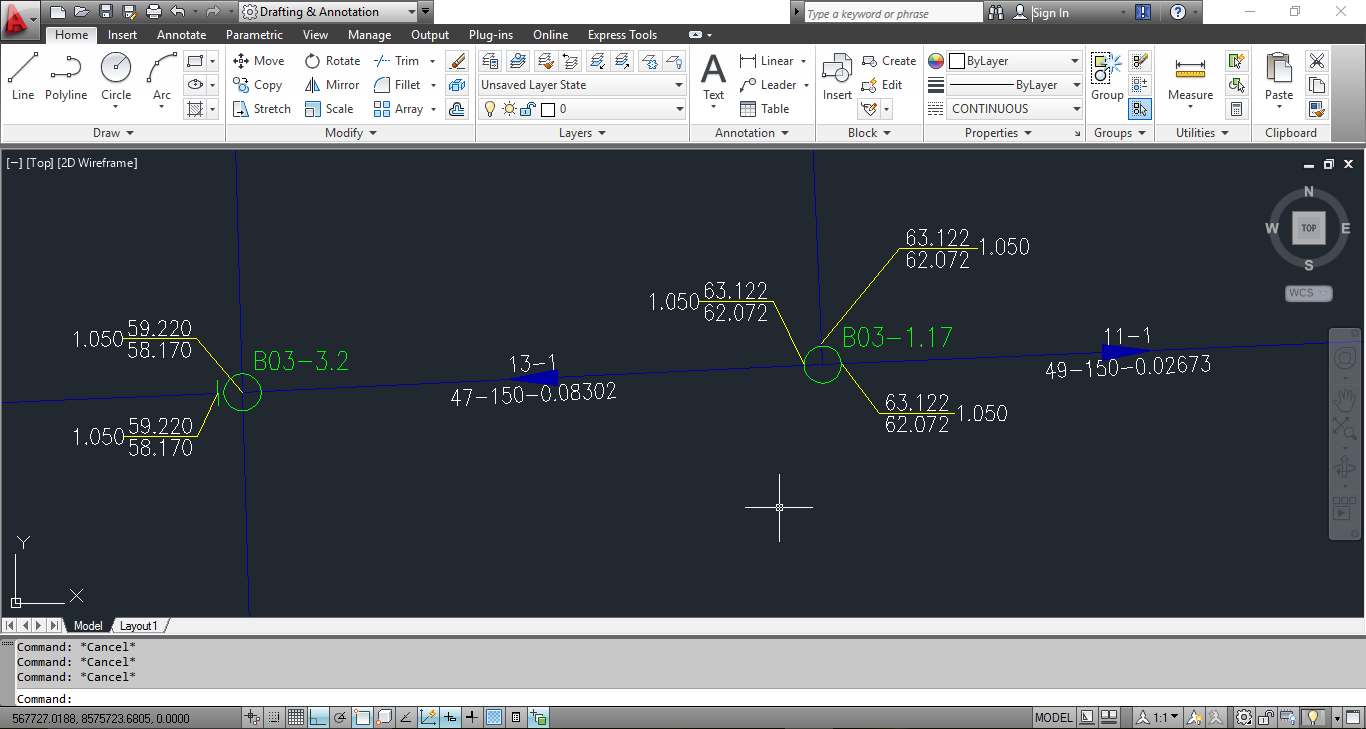 Drafting & Annotation
Type a keyword or phrase
Sign In
Home Insert Annotate Parametric View Manage Output Plug-ins Online Express Tools
Line Polyline Circle Arc
Move Rotate Trim
Copy Mirror Fillet
Stretch Scale Array
Unsaved Layer State
0
Text
Linear
Leader
Table
Insert
Create
Edit
ByLayer
ByLayer
CONTINUOUS
Group
Measure
Paste
Draw Modify Layers Annotation Block Properties Groups Utilities Clipboard
[−] [Top] [2D Wireframe]
N
W TOP E
S
WCS
63.122
62.072
1.050
1.050
63.122
62.072
1.050
59.220
58.170
B03-3.2
13-1
47-150-0.08302
B03-1.17
11-1
49-150-0.02673
1.050
59.220
58.170
63.122
62.072
1.050
Y
X
Model Layout1
Command: *Cancel*
Command: *Cancel*
Command: *Cancel*
Command:
567727.0188, 8575723.6805, 0.0000
MODEL
1:1